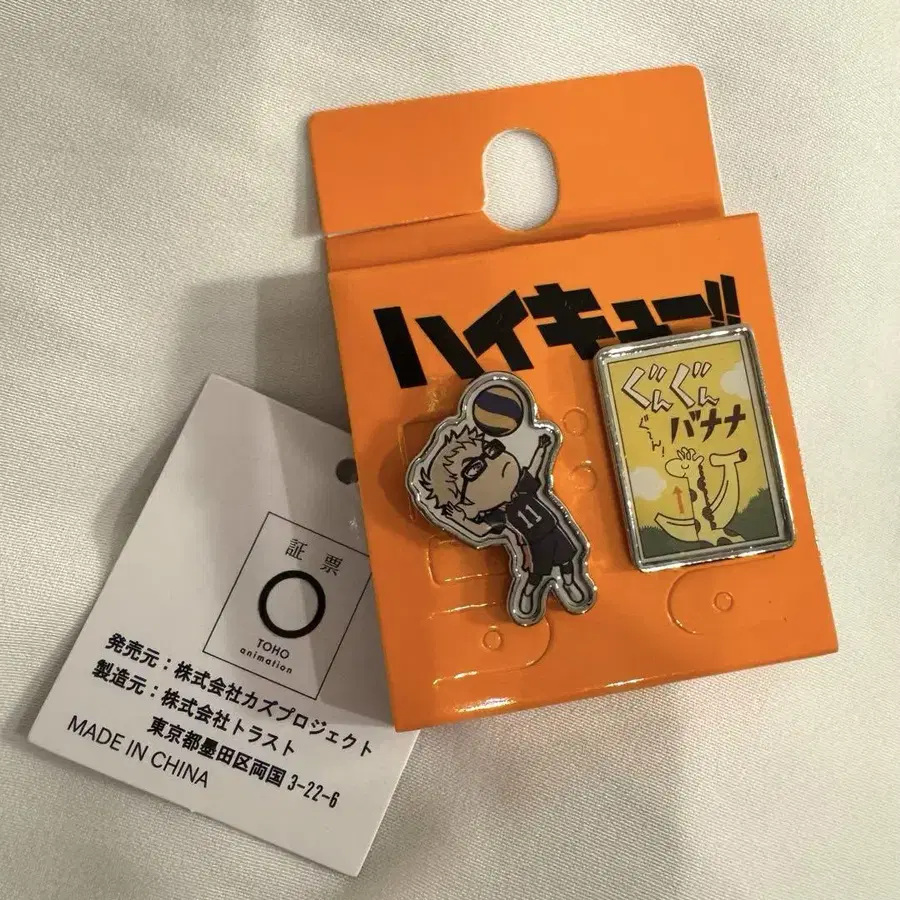 ハイキュー!!
ぐんぐん
バナナ
ぐーん!
11
証票
TOHO
animation
発売元：株式会社カズプロジェクト
製造元：株式会社トラスト
東京都墨田区両国3-22-6
MADE IN CHINA